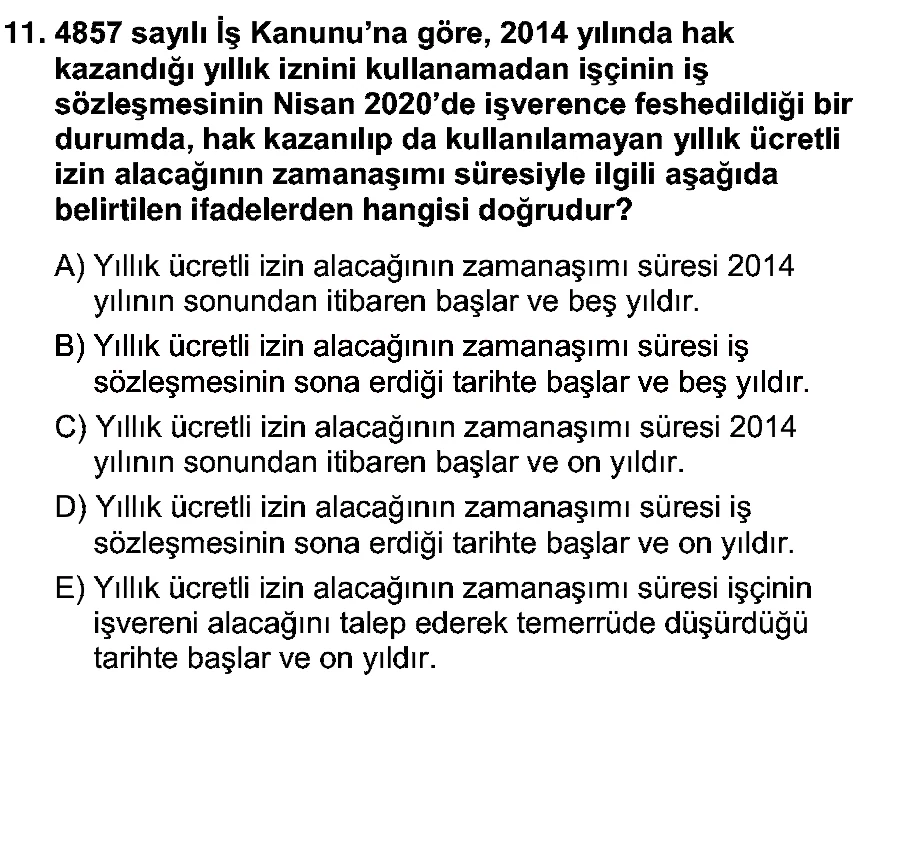 11. 4857 sayılı İş Kanunu’na göre, 2014 yılında hak
kazandığı yıllık iznini kullanamadan işçinin iş
sözleşmesinin Nisan 2020’de işverence feshedildiği bir
durumda, hak kazanılıp da kullanılamayan yıllık ücretli
izin alacağının zamanaşımı süresiyle ilgili aşağıda
belirtilen ifadelerden hangisi doğrudur?
A) Yıllık ücretli izin alacağının zamanaşımı süresi 2014
yılının sonundan itibaren başlar ve beş yıldır.
B) Yıllık ücretli izin alacağının zamanaşımı süresi iş
sözleşmesinin sona erdiği tarihte başlar ve beş yıldır.
C) Yıllık ücretli izin alacağının zamanaşımı süresi 2014
yılının sonundan itibaren başlar ve on yıldır.
D) Yıllık ücretli izin alacağının zamanaşımı süresi iş
sözleşmesinin sona erdiği tarihte başlar ve on yıldır.
E) Yıllık ücretli izin alacağının zamanaşımı süresi işçinin
işvereni alacağını talep ederek temerrüde düşürdüğü
tarihte başlar ve on yıldır.